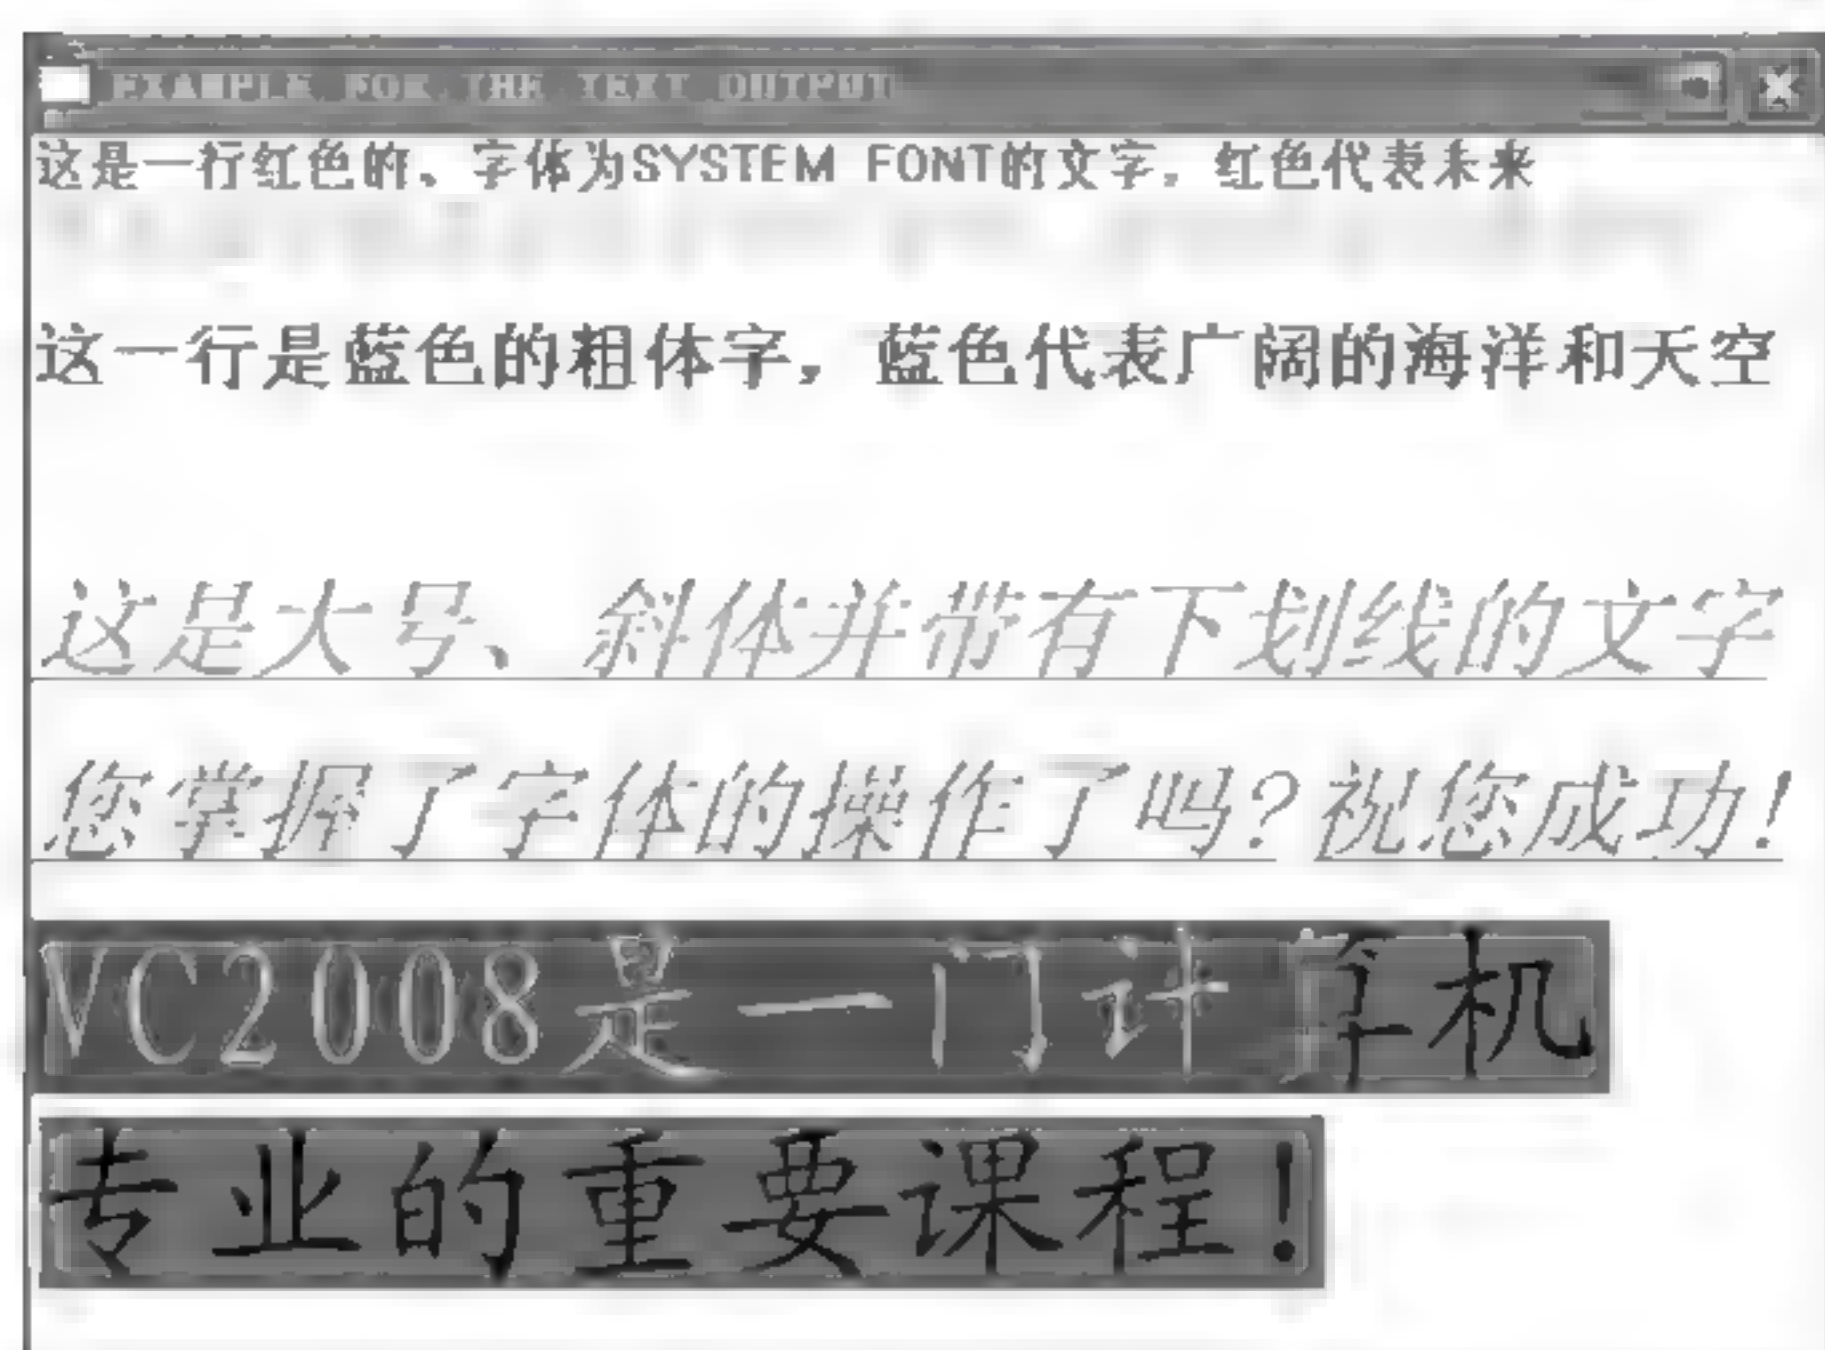 EXAMPLE FOR THE TEXT OUTPUT
这是一行红色的、字体为SYSTEM FONT的文字，红色代表未来
这一行是蓝色的粗体字，蓝色代表广阔的海洋和天空
这是大号、斜体并带有下划线的文字
您掌握了字体的操作了吗？祝您成功！
VC2008是一门计算机
专业的重要课程！